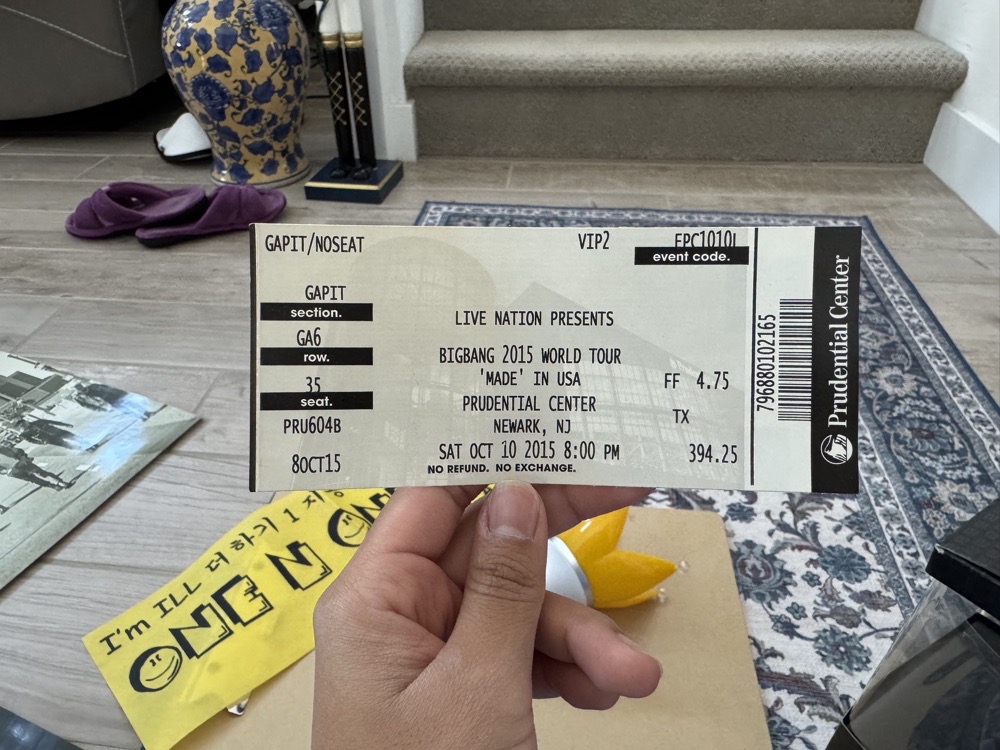 GAPIT/NOSEAT VIP2 EPC1010L
event code.
GAPIT
section.
GA6
row.
35
seat.
PRU604B
8OCT15
LIVE NATION PRESENTS
BIGBANG 2015 WORLD TOUR
'MADE' IN USA
PRUDENTIAL CENTER
NEWARK, NJ
SAT OCT 10 2015 8:00 PM
NO REFUND. NO EXCHANGE.
FF 4.75
TX
394.25
796880102165
Prudential Center
I'm ILL 더하기 1 지
ONE N O